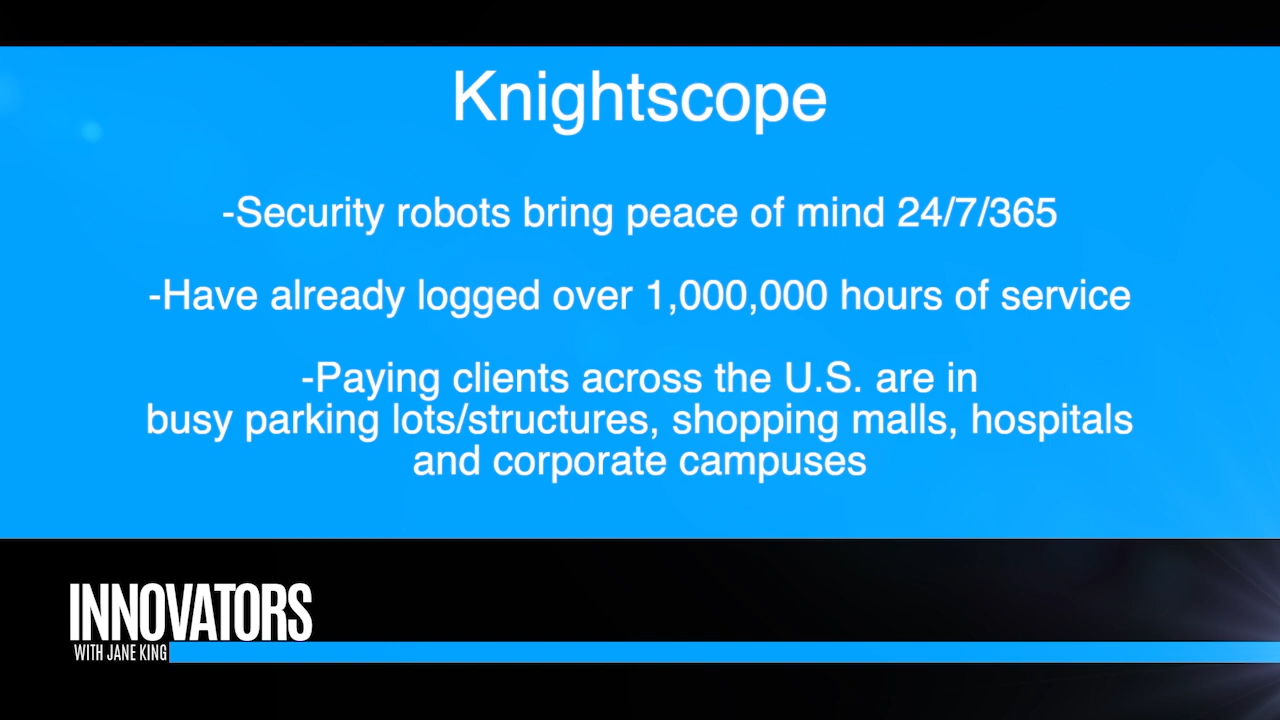 Knightscope
-Security robots bring peace of mind 24/7/365
-Have already logged over 1,000,000 hours of service
-Paying clients across the U.S. are in
busy parking lots/structures, shopping malls, hospitals
and corporate campuses
INNOVATORS
WITH JANE KING